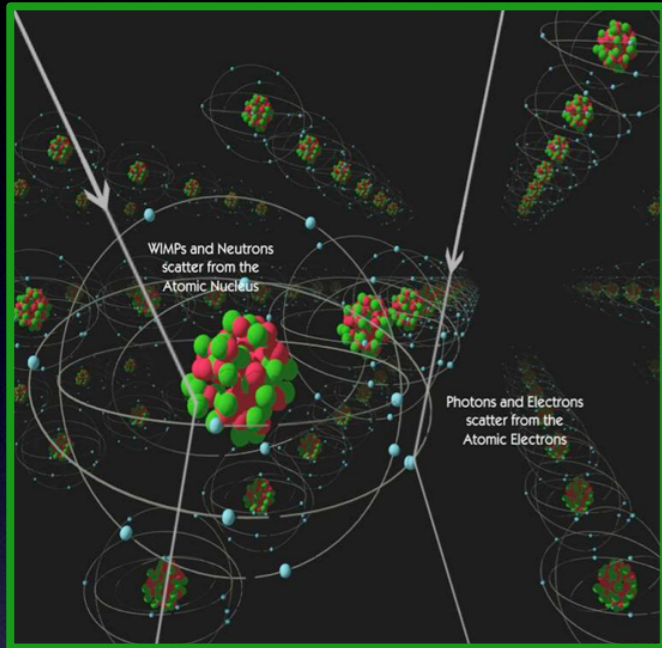 WIMPs and Neutrons
scatter from the
Atomic Nucleus
Photons and Electrons
scatter from the
Atomic Electrons